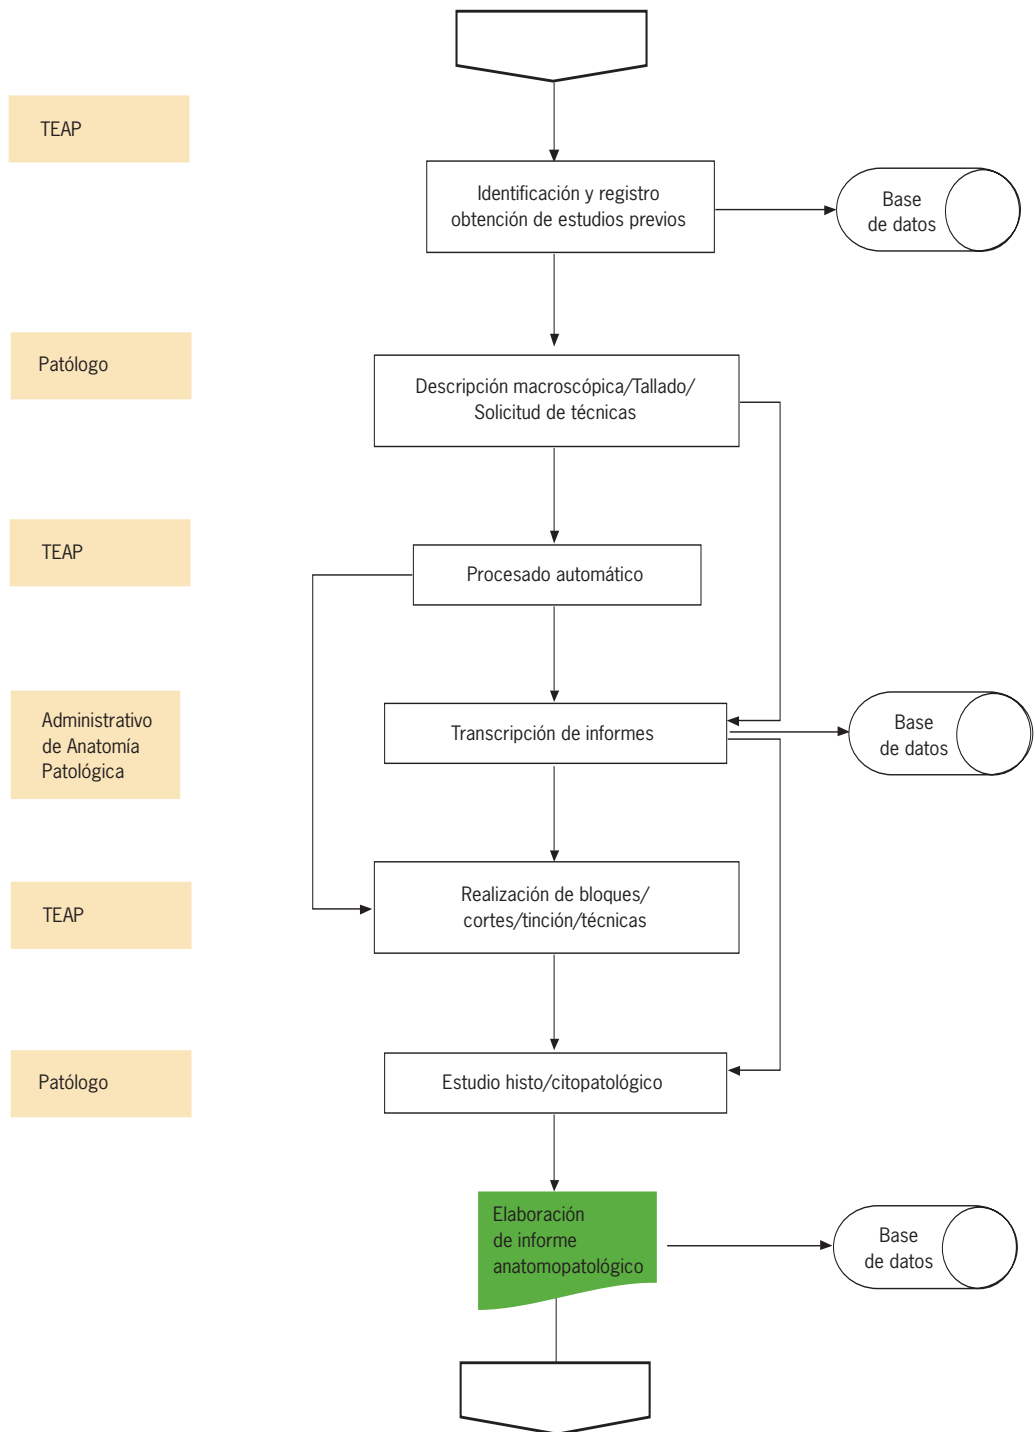 TEAP
Identificación y registro
obtención de estudios previos
Base
de datos
Patólogo
Descripción macroscópica/Tallado/
Solicitud de técnicas
TEAP
Procesado automático
Administrativo
de Anatomía
Patológica
Transcripción de informes
Base
de datos
TEAP
Realización de bloques/
cortes/tinción/técnicas
Patólogo
Estudio histo/citopatológico
Elaboración
de informe
anatomopatológico
Base
de datos